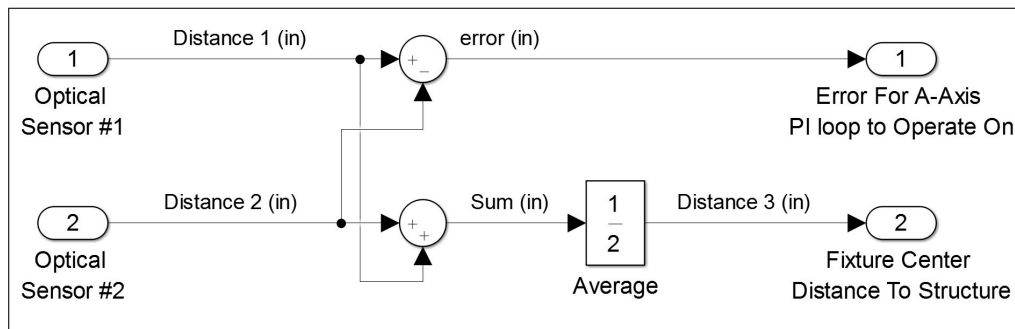 Distance 1 (in)
error (in)
1
+
−
1
Optical
Sensor #1
Error For A-Axis
PI loop to Operate On
Distance 2 (in)
Sum (in)
Distance 3 (in)
2
+
+
1
2
2
Optical
Sensor #2
Average
Fixture Center
Distance To Structure